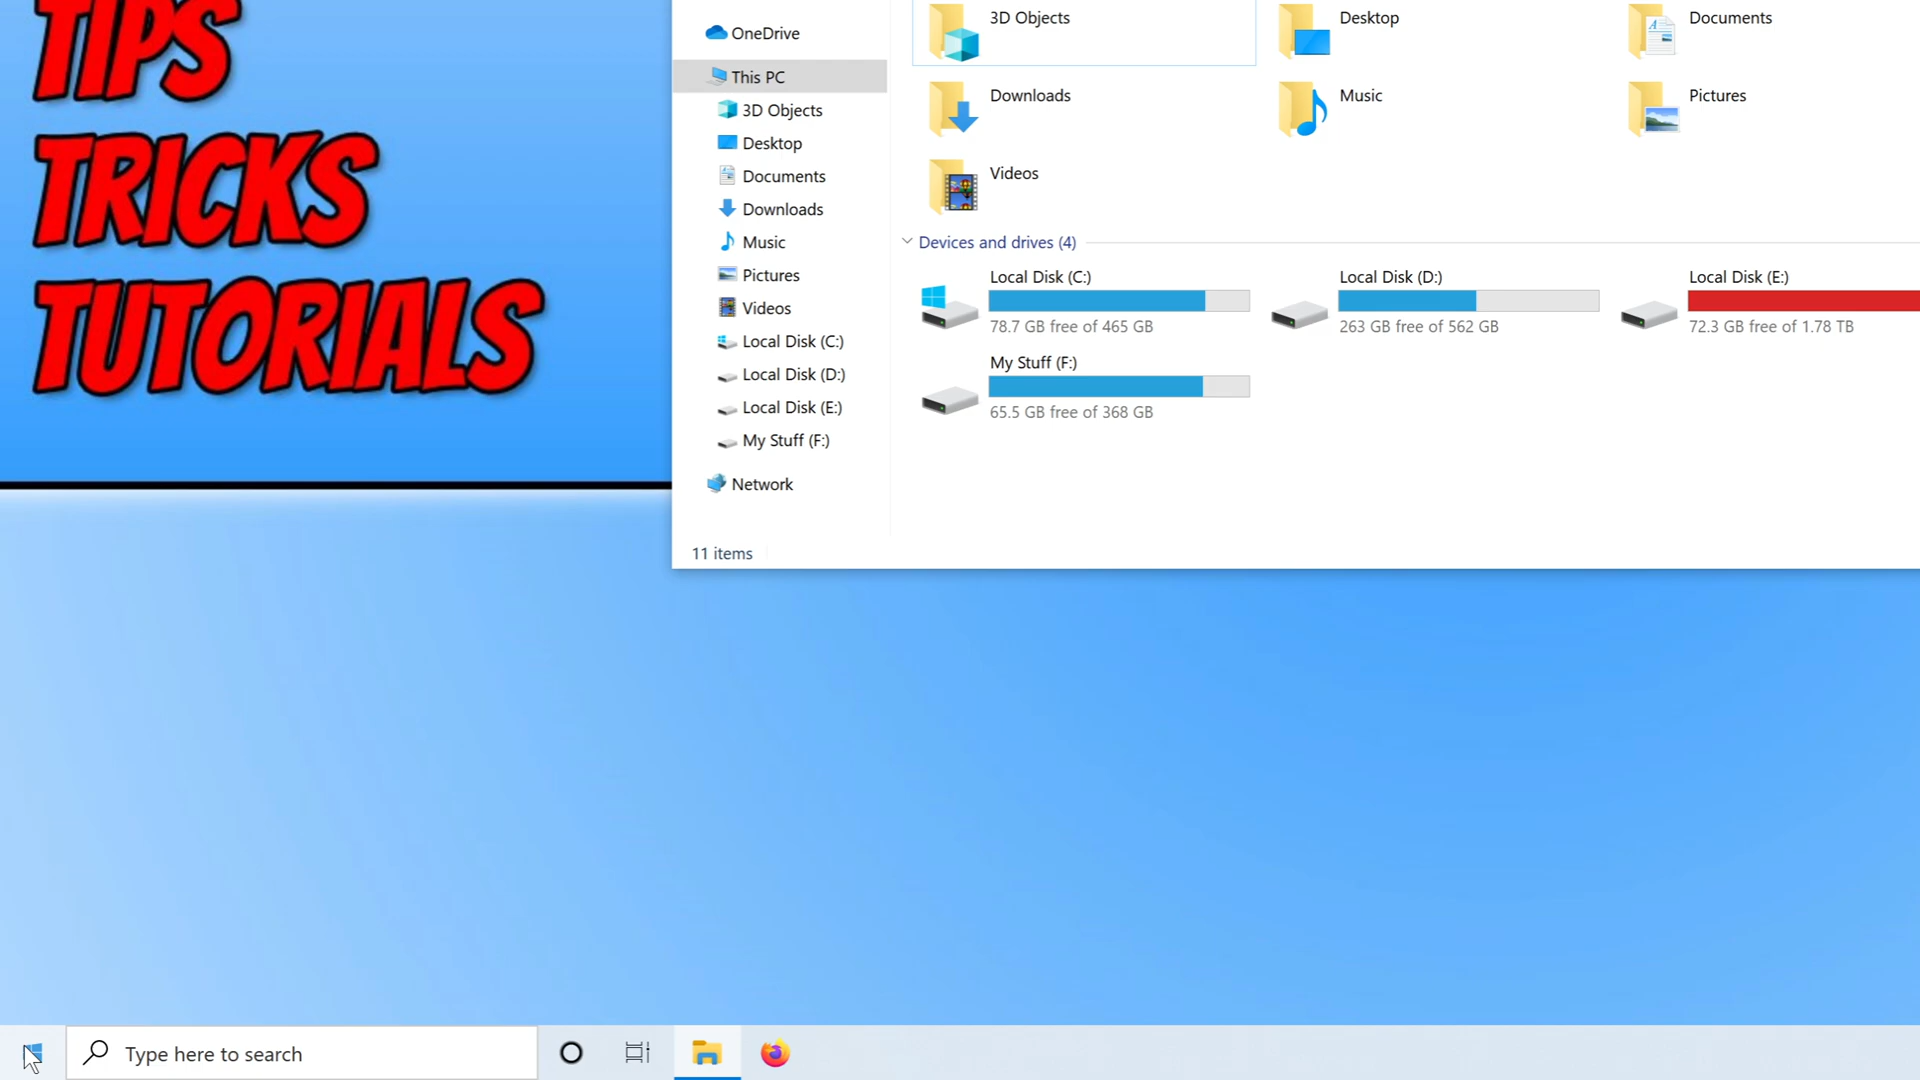 TIPS
TRICKS
TUTORIALS
OneDrive
This PC
3D Objects
Desktop
Documents
Downloads
Music
Pictures
Videos
Local Disk (C:)
Local Disk (D:)
Local Disk (E:)
My Stuff (F:)
Network
11 items
3D Objects
Desktop
Documents
Downloads
Music
Pictures
Videos
Devices and drives (4)
Local Disk (C:)
78.7 GB free of 465 GB
Local Disk (D:)
263 GB free of 562 GB
Local Disk (E:)
72.3 GB free of 1.78 TB
My Stuff (F:)
65.5 GB free of 368 GB
Type here to search